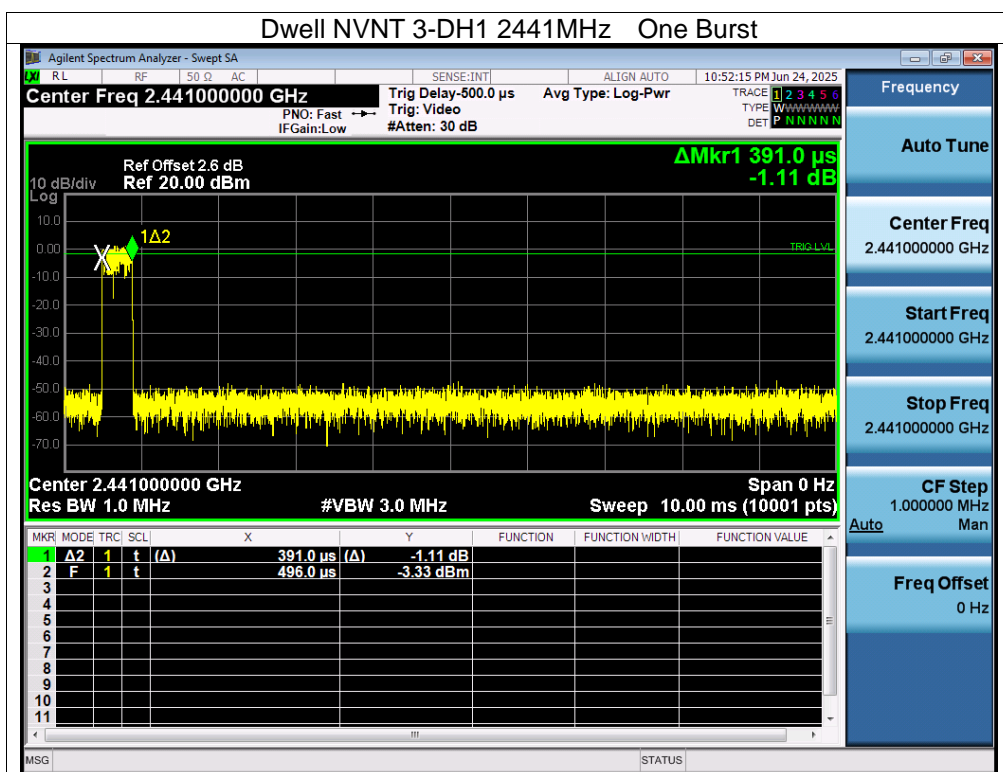 Dwell NVNT 3-DH1 2441MHz One Burst
Agilent Spectrum Analyzer - Swept SA
LXI RL RF 50 Ω AC SENSE:INT ALIGN AUTO 10:52:15 PM Jun 24, 2025
Center Freq 2.441000000 GHz Trig Delay-500.0 µs Avg Type: Log-Pwr TRACE 1 2 3 4 5 6
PNO: Fast Trig: Video TYPE WWWWWW
IFGain:Low #Atten: 30 dB DET P N N N N N
Frequency
Auto Tune
Center Freq
2.441000000 GHz
Start Freq
2.441000000 GHz
Stop Freq
2.441000000 GHz
CF Step
1.000000 MHz
Auto Man
Freq Offset
0 Hz
ΔMkr1 391.0 µs
-1.11 dB
Ref Offset 2.6 dB
10 dB/div Ref 20.00 dBm
Log
10.0
0.00
-10.0
-20.0
-30.0
-40.0
-50.0
-60.0
-70.0
1Δ2
X
TRIG LVL
Center 2.441000000 GHz Span 0 Hz
Res BW 1.0 MHz #VBW 3.0 MHz Sweep 10.00 ms (10001 pts)
MKR MODE TRC SCL X Y FUNCTION FUNCTION WIDTH FUNCTION VALUE
1 Δ2 1 t (Δ) 391.0 µs (Δ) -1.11 dB
2 F 1 t 496.0 µs -3.33 dBm
3
4
5
6
7
8
9
10
11
MSG STATUS